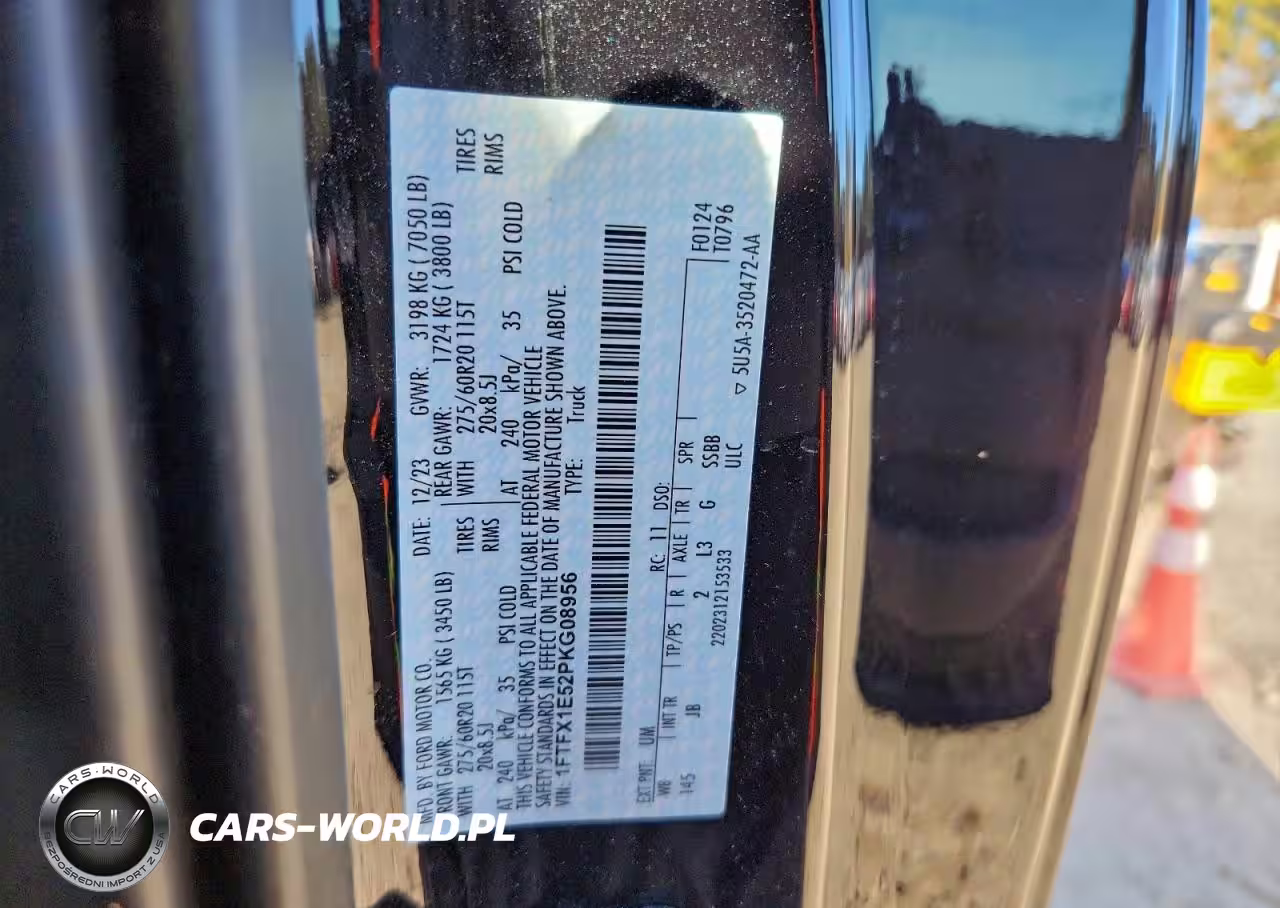 MFD. BY FORD MOTOR CO. DATE: 12/23 GVWR: 3198 KG ( 7050 LB)
FRONT GAWR: 1565 KG ( 3450 LB) REAR GAWR: 1724 KG ( 3800 LB)
WITH 275/60R20 115T TIRES WITH 275/60R20 115T TIRES
20x8.5J RIMS 20x8.5J RIMS
AT 240 kPa/ 35 PSI COLD AT 240 kPa/ 35 PSI COLD
THIS VEHICLE CONFORMS TO ALL APPLICABLE FEDERAL MOTOR VEHICLE
SAFETY STANDARDS IN EFFECT ON THE DATE OF MANUFACTURE SHOWN ABOVE.
VIN: 1FTFX1E52PKG08956 TYPE: Truck
EXT PNT: UM RC: 11 DSO:
WB INT TR TP/PS R AXLE TR SPR F0124
145 JB 2 L3 G SSBB T0796
2202312153533 ULC
▽ 5U5A-3520472-AA
CARS-WORLD
CW
BEZPOŚREDNI IMPORT Z USA
CARS-WORLD.PL